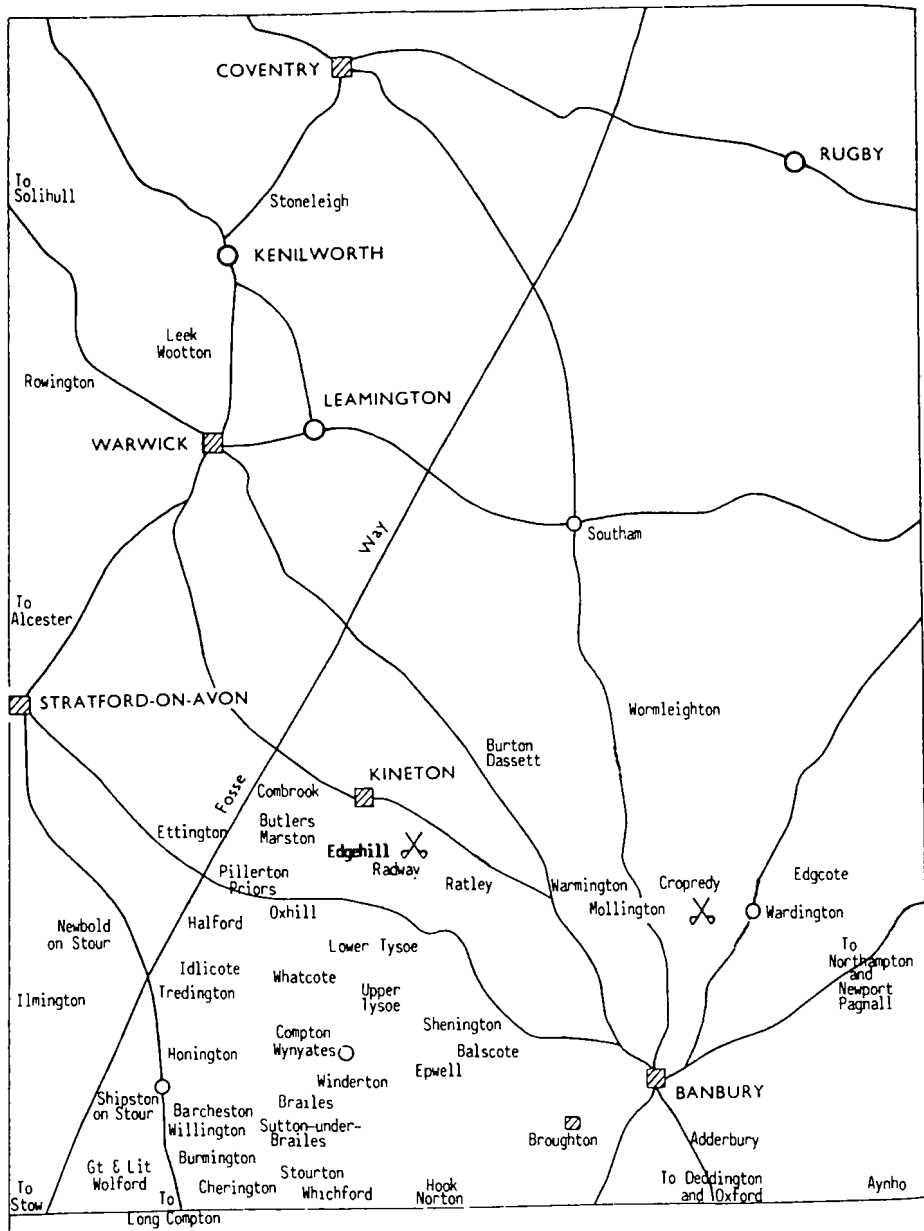 COVENTRY
RUGBY
To
Solihull
Stoneleigh
KENILWORTH
Leek
Wootton
Rowington
LEAMINGTON
WARWICK
Way
Southam
To
Alcester
STRATFORD-ON-AVON
Wormleighton
Burton
Dassett
KINETON
Fosse
Combrook
Butlers
Marston
Ettington
Edgehill
Radway
Pillerton
Priors
Ratley
Warmington
Cropredy
Edgcote
Mollington
Wardington
Oxhill
Halford
Newbold
on Stour
Lower Tysoe
To
Northampton
and
Newport
Pagnall
Idlicote
Whatcote
Tredington
Ilmington
Upper
Tysoe
Shenington
Compton
Wynyates
Honington
Balscote
Epwell
Winderton
BANBURY
Shipston
on Stour
Brailes
Barcheston
Willington
Sutton-under-
Brailes
Broughton
Adderbury
Burmington
Gt & Lit
Wolford
Stourton
Cherington
Whichford
Hook
Norton
To Deddington
and Oxford
Aynho
To
Stow
To
Long Compton